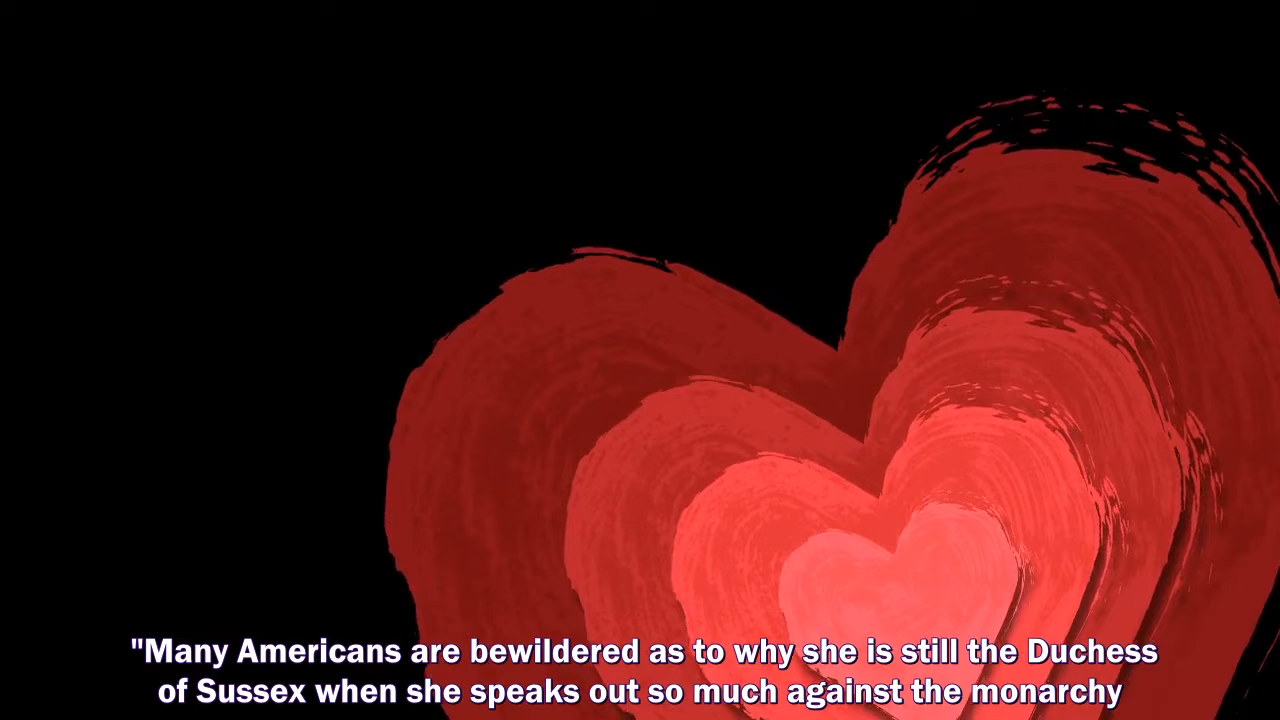 "Many Americans are bewildered as to why she is still the Duchess
of Sussex when she speaks out so much against the monarchy